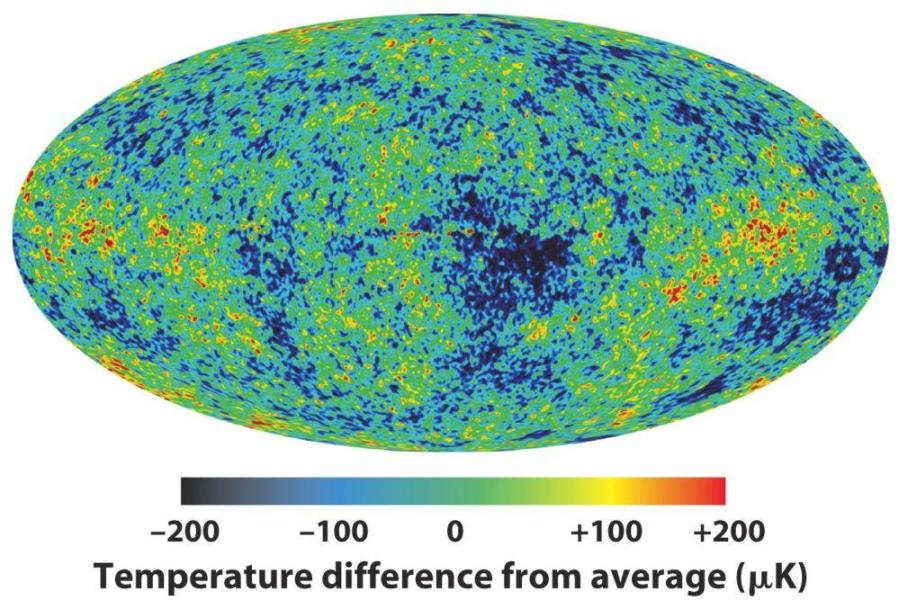 –200 –100 0 +100 +200
Temperature difference from average (μK)